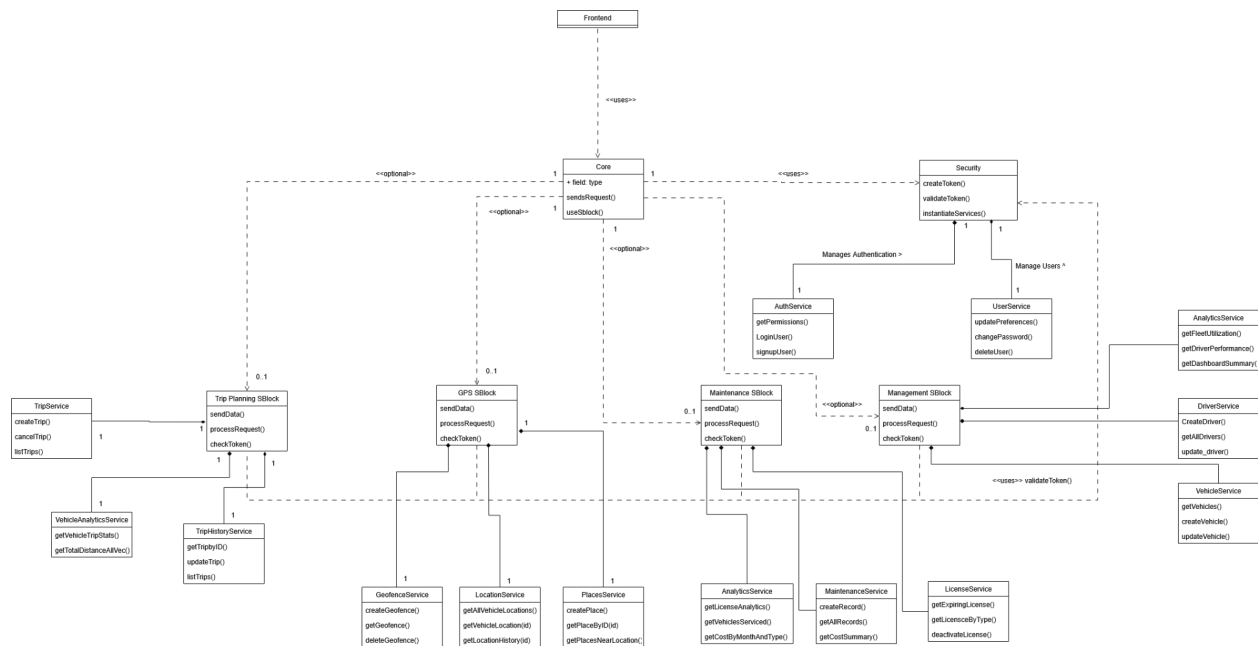 Frontend
<<uses>>
Core
+ field: type
sendsRequest()
useSblock()
<<optional>>
1
1
<<uses>>
Security
createToken()
validateToken()
instantiateServices()
<<optional>>
1
1
<<optional>>
1
1
Manages Authentication >
Manage Users ^
1
1
AuthService
getPermissions()
LoginUser()
signupUser()
UserService
updatePreferences()
changePassword()
deleteUser()
AnalyticsService
getFleetUtilization()
getDriverPerformance()
getDashboardSummary()
0..1
0..1
Trip Planning SBlock
sendData()
processRequest()
checkToken()
GPS SBlock
sendData()
processRequest()
checkToken()
1
0..1
Maintenance SBlock
sendData()
processRequest()
checkToken()
<<optional>>
0..1
Management SBlock
sendData()
processRequest()
checkToken()
TripService
createTrip()
cancelTrip()
listTrips()
1
1
1
1
DriverService
CreateDriver()
getAllDrivers()
update_driver()
<<uses>> validateToken()
VehicleService
getVehicles()
createVehicle()
updateVehicle()
1
1
VehicleAnalyticsService
getVehicleTripStats()
getTotalDistanceAllVec()
TripHistoryService
getTripbyID()
updateTrip()
listTrips()
1
1
1
GeofenceService
createGeofence()
getGeofence()
deleteGeofence()
LocationService
getAllVehicleLocations()
getVehicleLocation(id)
getLocationHistory(id)
PlacesService
createPlace()
getPlaceByID(id)
getPlacesNearLocation()
AnalyticsService
getLicenseAnalytics()
getVehiclesServiced()
getCostByMonthAndType()
MaintenanceService
createRecord()
getAllRecords()
getCostSummary()
LicenseService
getExpiringLicense()
getLicensceByType()
deactivateLicense()